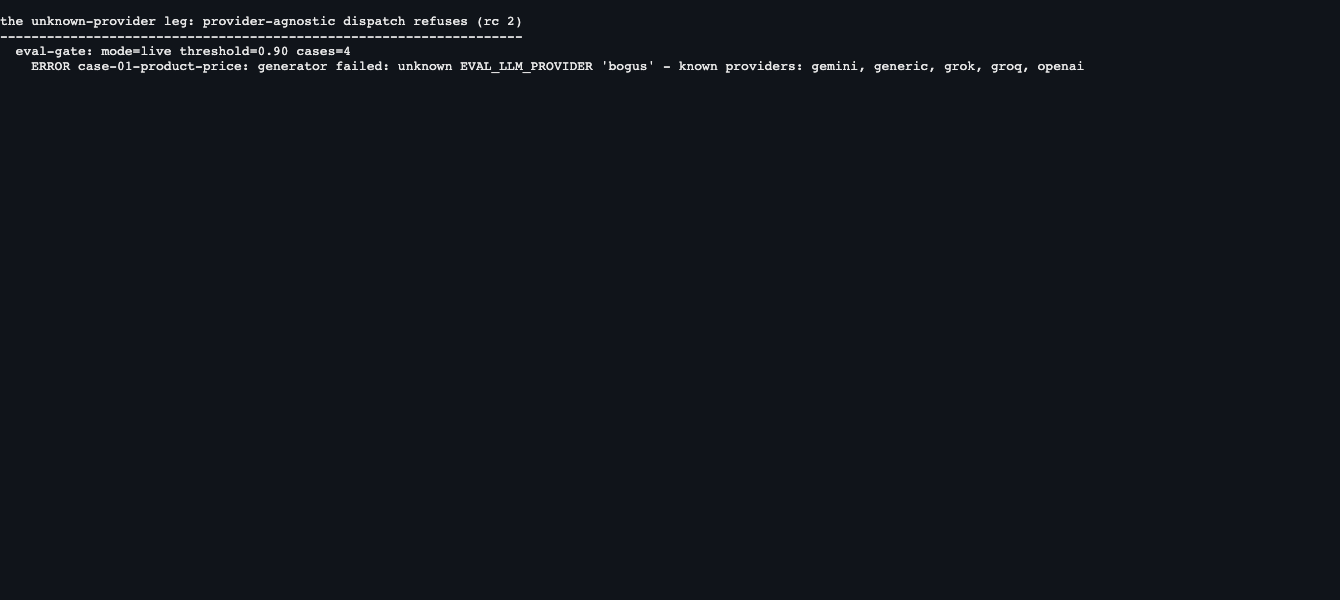 the unknown-provider leg: provider-agnostic dispatch refuses (rc 2)
-------------------------------------------------------------------
eval-gate: mode=live threshold=0.90 cases=4
ERROR case-01-product-price: generator failed: unknown EVAL_LLM_PROVIDER 'bogus' - known providers: gemini, generic, grok, groq, openai